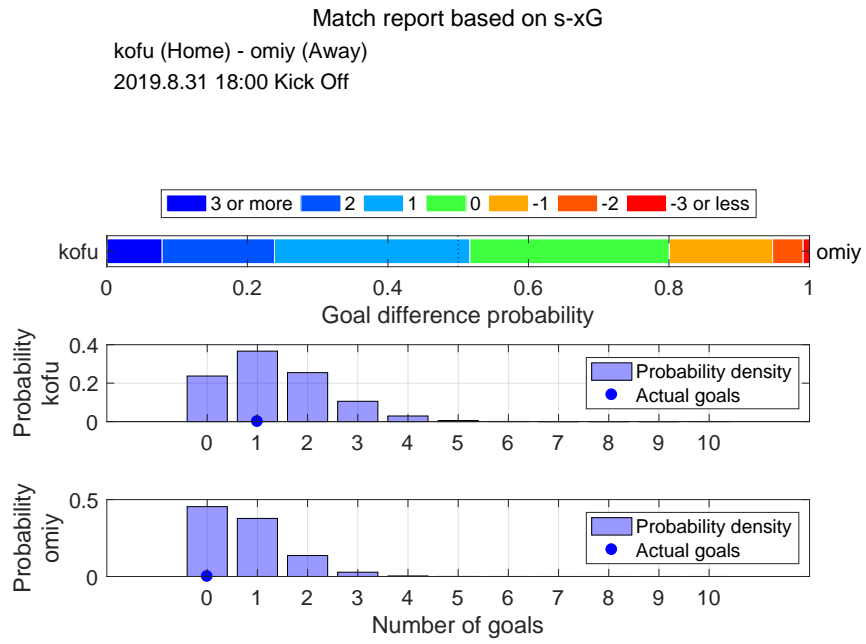 Match report based on s-xG
kofu (Home) - omiy (Away)
2019.8.31 18:00 Kick Off
3 or more 2 1 0 -1 -2 -3 or less
kofu omiy
0 0.2 0.4 0.6 0.8 1
Goal difference probability
Probability
kofu
0.4
0.2
0
Probability density
Actual goals
0 1 2 3 4 5 6 7 8 9 10
Probability
omiy
0.5
0
Probability density
Actual goals
0 1 2 3 4 5 6 7 8 9 10
Number of goals